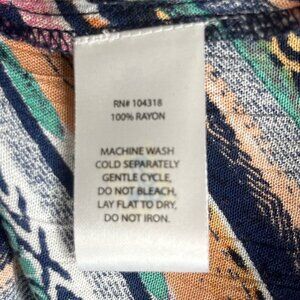 RN# 104318
100% RAYON
MACHINE WASH
COLD SEPARATELY
GENTLE CYCLE,
DO NOT BLEACH,
LAY FLAT TO DRY,
DO NOT IRON.